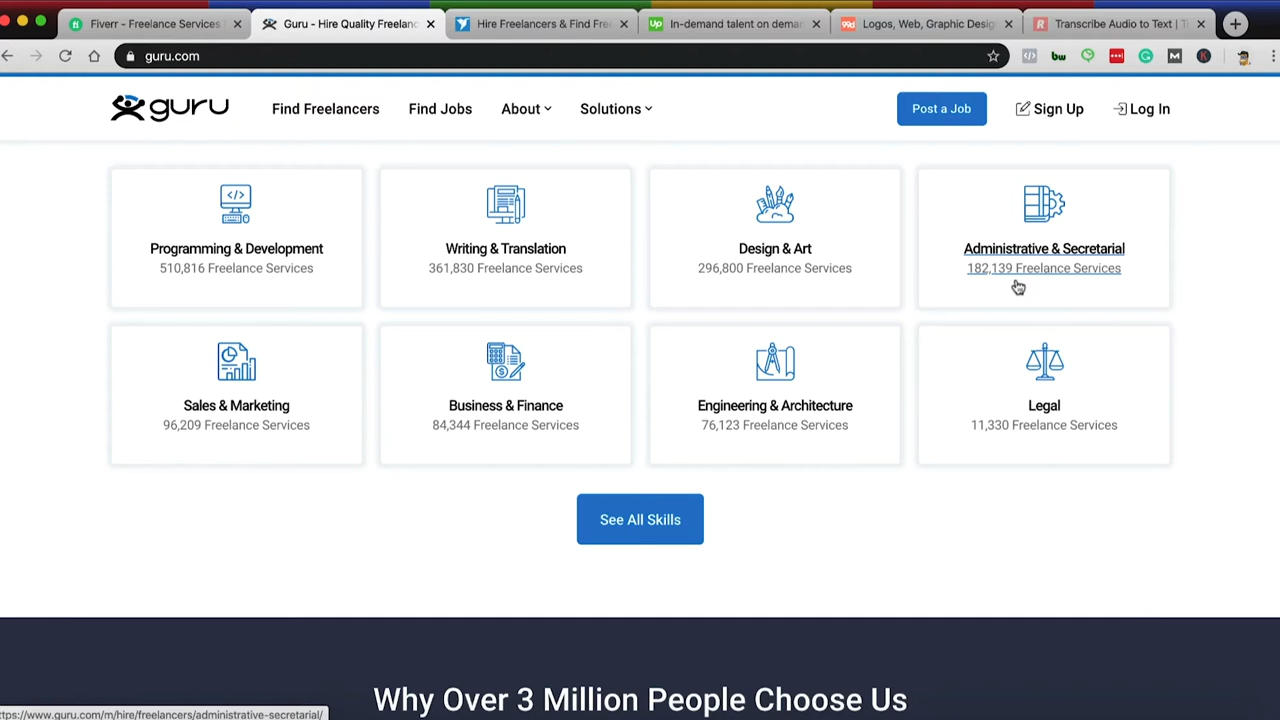 Fiverr - Freelance Services
Guru - Hire Quality Freelanc
Hire Freelancers & Find Fre
In-demand talent on deman
Logos, Web, Graphic Desig
Transcribe Audio to Text | T
guru.com
guru
Find Freelancers
Find Jobs
About
Solutions
Post a Job
Sign Up
Log In
Programming & Development
510,816 Freelance Services
Writing & Translation
361,830 Freelance Services
Design & Art
296,800 Freelance Services
Administrative & Secretarial
182,139 Freelance Services
Sales & Marketing
96,209 Freelance Services
Business & Finance
84,344 Freelance Services
Engineering & Architecture
76,123 Freelance Services
Legal
11,330 Freelance Services
See All Skills
Why Over 3 Million People Choose Us
ttps://www.guru.com/m/hire/freelancers/administrative-secretarial/